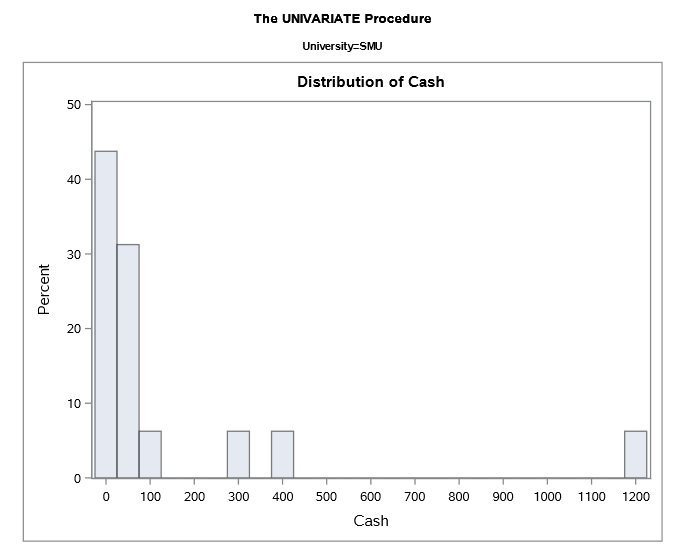 The UNIVARIATE Procedure
University=SMU
Distribution of Cash
50
40
30
20
10
0
Percent
0 100 200 300 400 500 600 700 800 900 1000 1100 1200
Cash